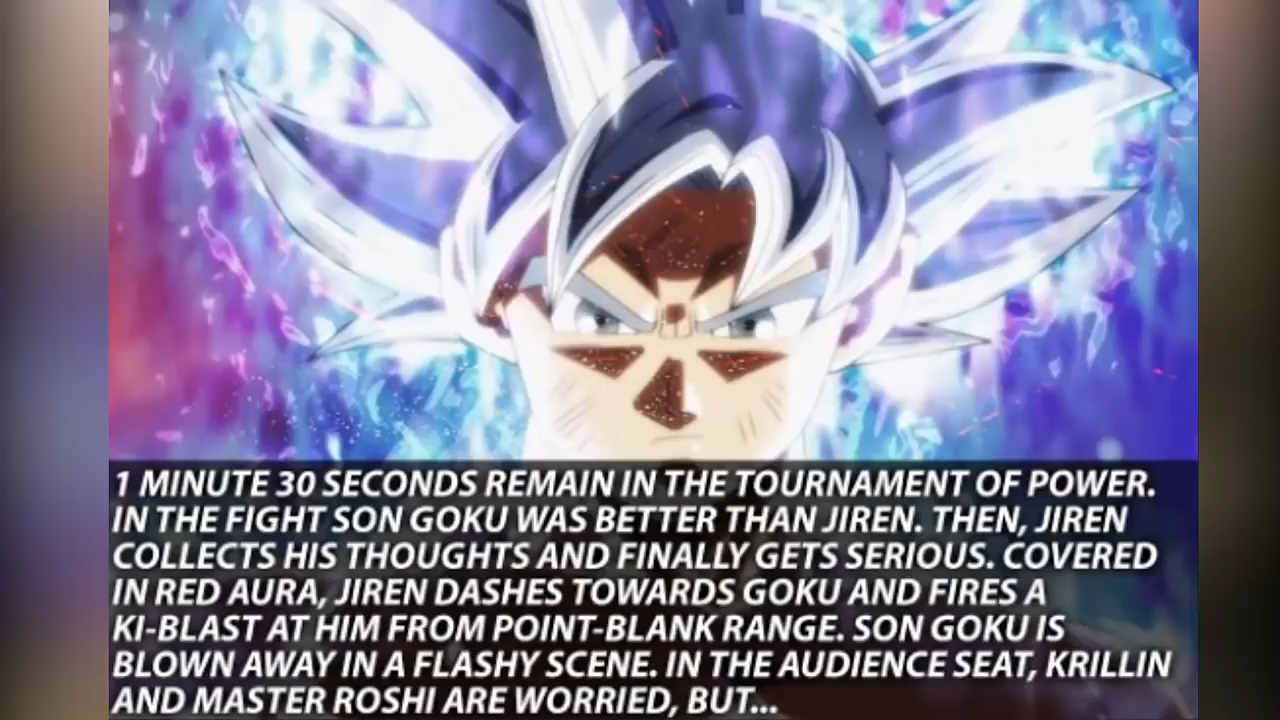 1 MINUTE 30 SECONDS REMAIN IN THE TOURNAMENT OF POWER.
IN THE FIGHT SON GOKU WAS BETTER THAN JIREN. THEN, JIREN
COLLECTS HIS THOUGHTS AND FINALLY GETS SERIOUS. COVERED
IN RED AURA, JIREN DASHES TOWARDS GOKU AND FIRES A
KI-BLAST AT HIM FROM POINT-BLANK RANGE. SON GOKU IS
BLOWN AWAY IN A FLASHY SCENE. IN THE AUDIENCE SEAT, KRILLIN
AND MASTER ROSHI ARE WORRIED, BUT...